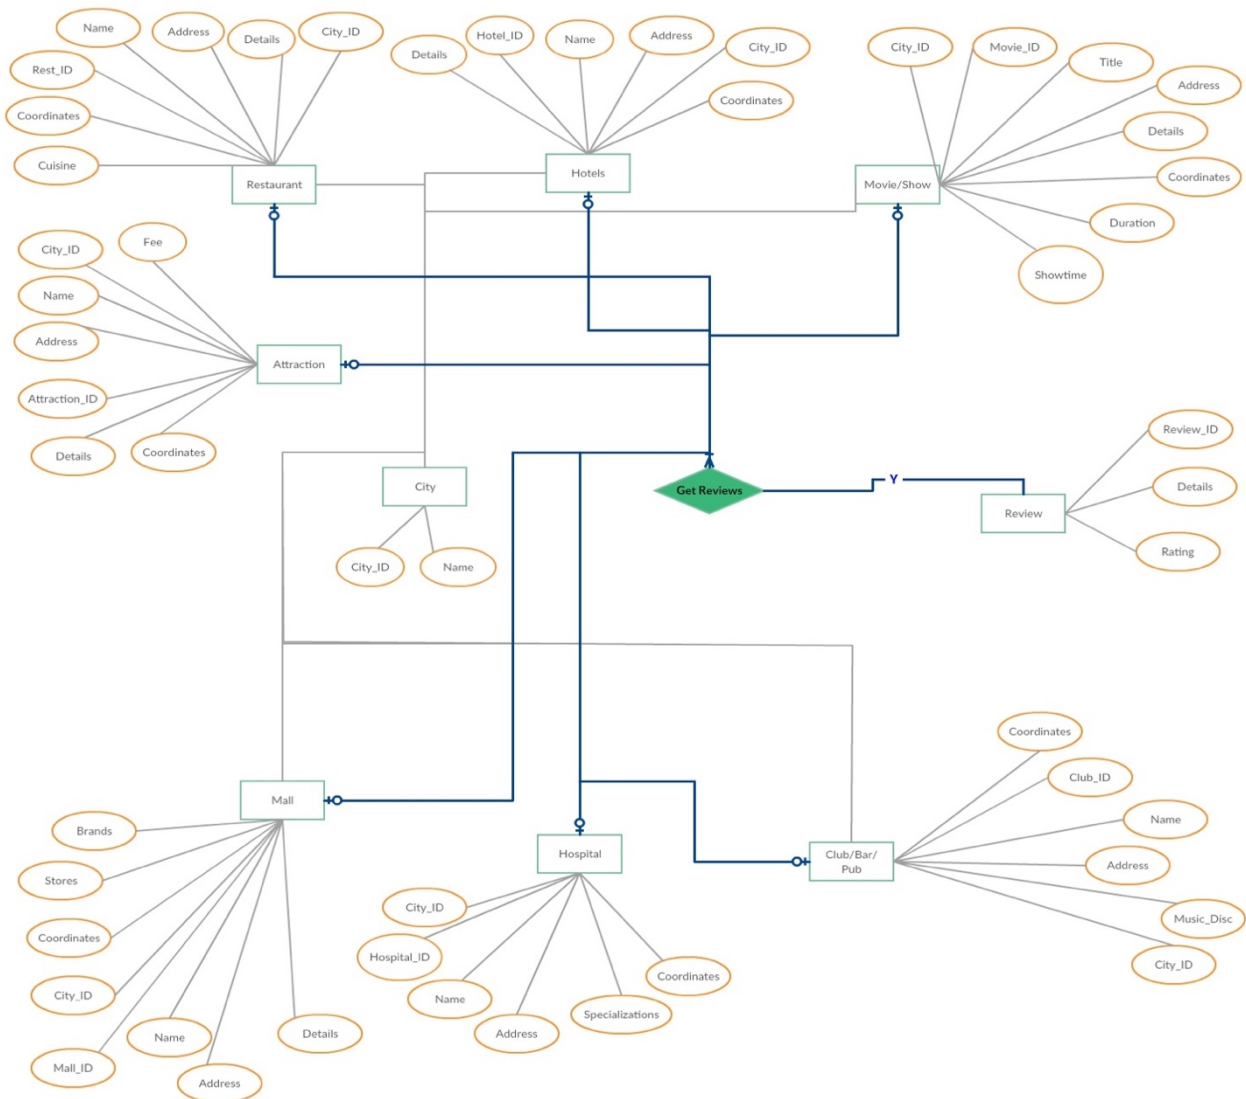 Name
Address
Details
City_ID
Rest_ID
Coordinates
Cuisine
Restaurant
Details
Hotel_ID
Name
Address
City_ID
Coordinates
Hotels
City_ID
Movie_ID
Title
Address
Details
Coordinates
Duration
Showtime
Movie/Show
City_ID
Fee
Name
Address
Attraction_ID
Details
Coordinates
Attraction
City
City_ID
Name
Get Reviews
Y
Review
Review_ID
Details
Rating
Mall
Brands
Stores
Coordinates
City_ID
Mall_ID
Name
Address
Details
Hospital
City_ID
Hospital_ID
Name
Address
Specializations
Coordinates
Club/Bar/
Pub
Coordinates
Club_ID
Name
Address
Music_Disc
City_ID